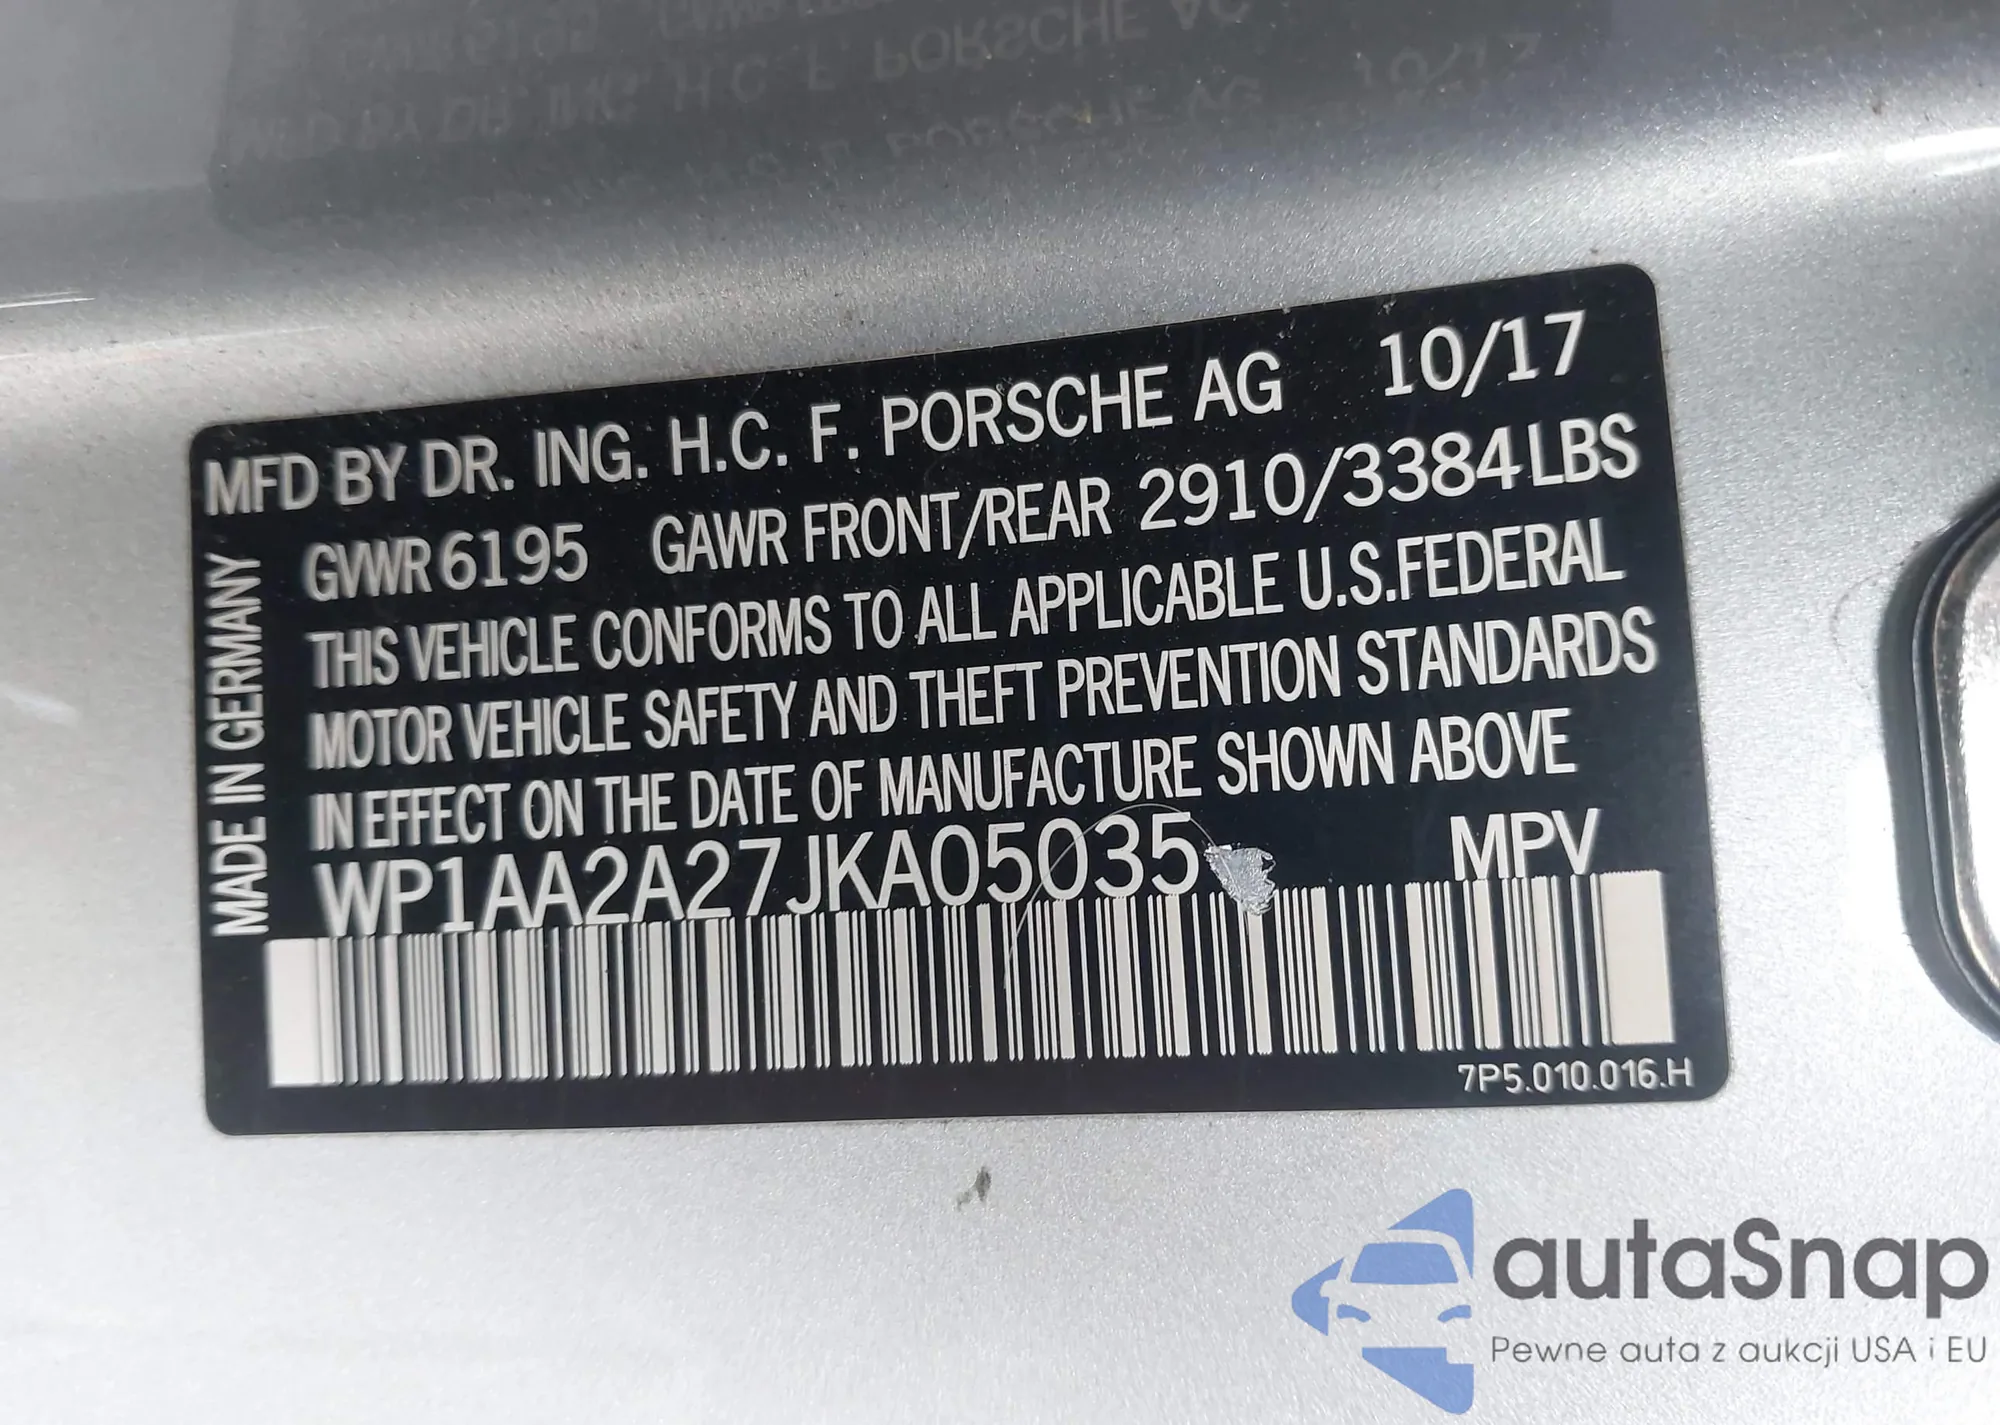 MFD BY DR. ING. H.C. F. PORSCHE AG 10/17
GVWR 6195 GAWR FRONT/REAR 2910/3384 LBS
THIS VEHICLE CONFORMS TO ALL APPLICABLE U.S.FEDERAL
MOTOR VEHICLE SAFETY AND THEFT PREVENTION STANDARDS
IN EFFECT ON THE DATE OF MANUFACTURE SHOWN ABOVE
WP1AA2A27JKA05035 MPV
MADE IN GERMANY
7P5.010.016.H
autaSnap
Pewne auta z aukcji USA i EU